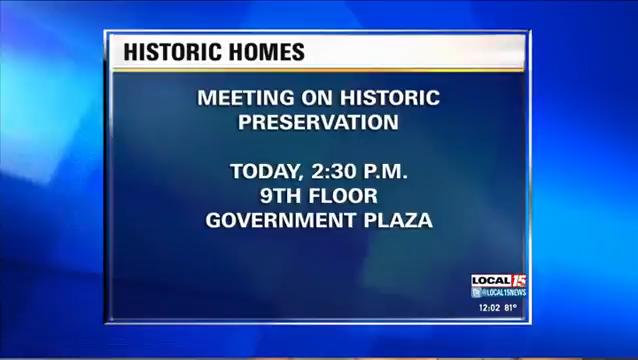 HISTORIC HOMES
MEETING ON HISTORIC
PRESERVATION
TODAY, 2:30 P.M.
9TH FLOOR
GOVERNMENT PLAZA
LOCAL 15
@LOCAL15NEWS
12:02 81°